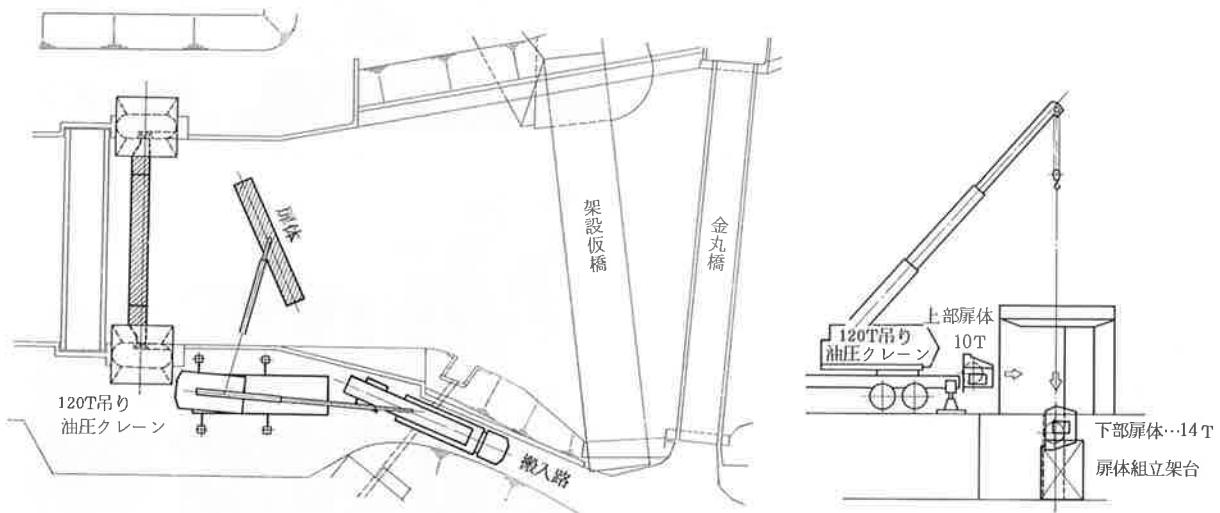 扉体
架設仮橋
金丸橋
120T吊り
油圧クレーン
搬入路
上部扉体
10T
120T吊り
油圧クレーン
下部扉体…14T
扉体組立架台